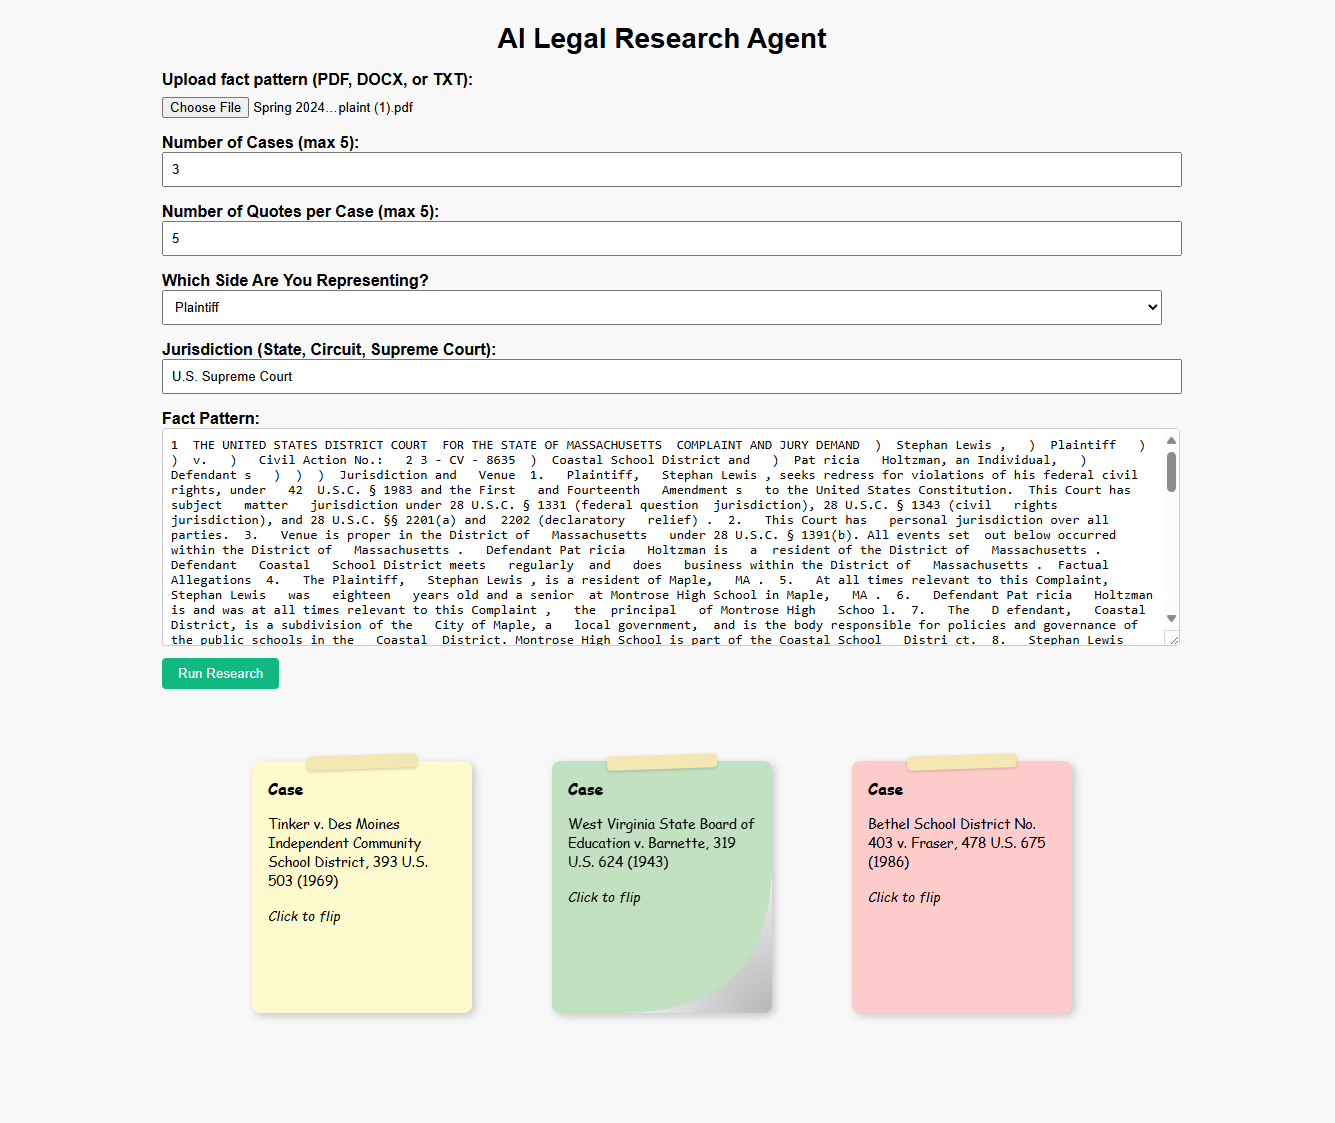 AI Legal Research Agent
Upload fact pattern (PDF, DOCX, or TXT):
Choose File Spring 2024...plaint (1).pdf
Number of Cases (max 5):
3
Number of Quotes per Case (max 5):
5
Which Side Are You Representing?
Plaintiff
Jurisdiction (State, Circuit, Supreme Court):
U.S. Supreme Court
Fact Pattern:
1  THE UNITED STATES DISTRICT COURT  FOR THE STATE OF MASSACHUSETTS  COMPLAINT AND JURY DEMAND  )  Stephan Lewis ,   )  Plaintiff   )
)  v.   )   Civil Action No.:   2 3 - CV - 8635  )  Coastal School District and   )  Pat ricia   Holtzman, an Individual,   )
Defendant s   )  )  )  Jurisdiction and   Venue  1.   Plaintiff,   Stephan Lewis , seeks redress for violations of his federal civil
rights, under   42  U.S.C. § 1983 and the First   and Fourteenth   Amendment s   to the United States Constitution.  This Court has
subject   matter   jurisdiction under 28 U.S.C. § 1331 (federal question  jurisdiction), 28 U.S.C. § 1343 (civil   rights
jurisdiction), and 28 U.S.C. §§ 2201(a) and  2202 (declaratory   relief) .  2.   This Court has   personal jurisdiction over all
parties.  3.   Venue is proper in the District of   Massachusetts   under 28 U.S.C. § 1391(b). All events set  out below occurred
within the District of   Massachusetts .   Defendant Pat ricia   Holtzman is   a  resident of the District of   Massachusetts .
Defendant   Coastal   School District meets   regularly   and   does   business within the District of   Massachusetts .  Factual
Allegations  4.   The Plaintiff,   Stephan Lewis , is a resident of Maple,   MA .  5.   At all times relevant to this Complaint,
Stephan Lewis   was   eighteen   years old and a senior  at Montrose High School in Maple,   MA .  6.   Defendant Pat ricia   Holtzman
is and was at all times relevant to this Complaint ,   the  principal   of Montrose High   Schoo l.  7.   The   D efendant,   Coastal
District, is a subdivision of the   City of Maple, a   local government,  and is the body responsible for policies and governance of
the public schools in the   Coastal  District. Montrose High School is part of the Coastal School   Distri ct.  8.   Stephan Lewis
Run Research
Case
Tinker v. Des Moines
Independent Community
School District, 393 U.S.
503 (1969)
Click to flip
Case
West Virginia State Board of
Education v. Barnette, 319
U.S. 624 (1943)
Click to flip
Case
Bethel School District No.
403 v. Fraser, 478 U.S. 675
(1986)
Click to flip